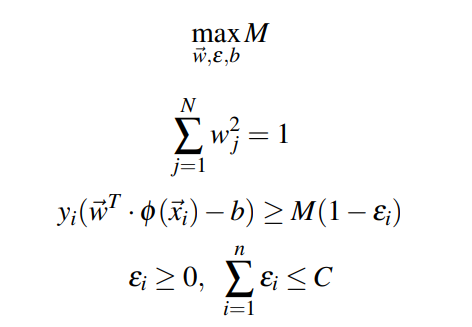 max M
w⃗,ε,b
N
∑ w_j^2 = 1
j=1
y_i(w⃗^T · ϕ(x⃗_i) − b) ≥ M(1 − ε_i)
n
ε_i ≥ 0, ∑ ε_i ≤ C
i=1